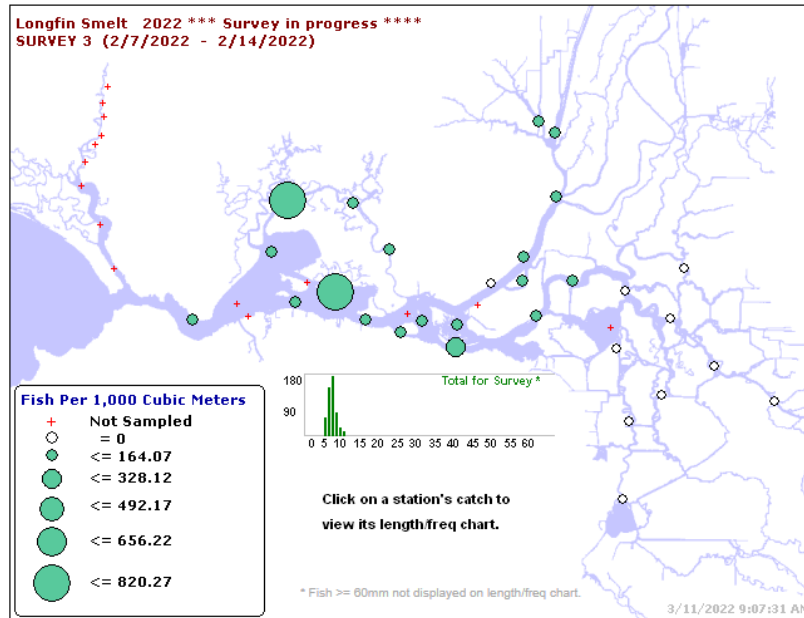 Longfin Smelt 2022 *** Survey in progress ****
SURVEY 3 (2/7/2022 - 2/14/2022)
Fish Per 1,000 Cubic Meters
Not Sampled
= 0
<= 164.07
<= 328.12
<= 492.17
<= 656.22
<= 820.27
Total for Survey *
180
90
0 5 10 15 20 25 30 35 40 45 50 55 60
Click on a station's catch to
view its length/freq chart.
* Fish >= 60mm not displayed on length/freq chart.
3/11/2022 9:07:31 AM